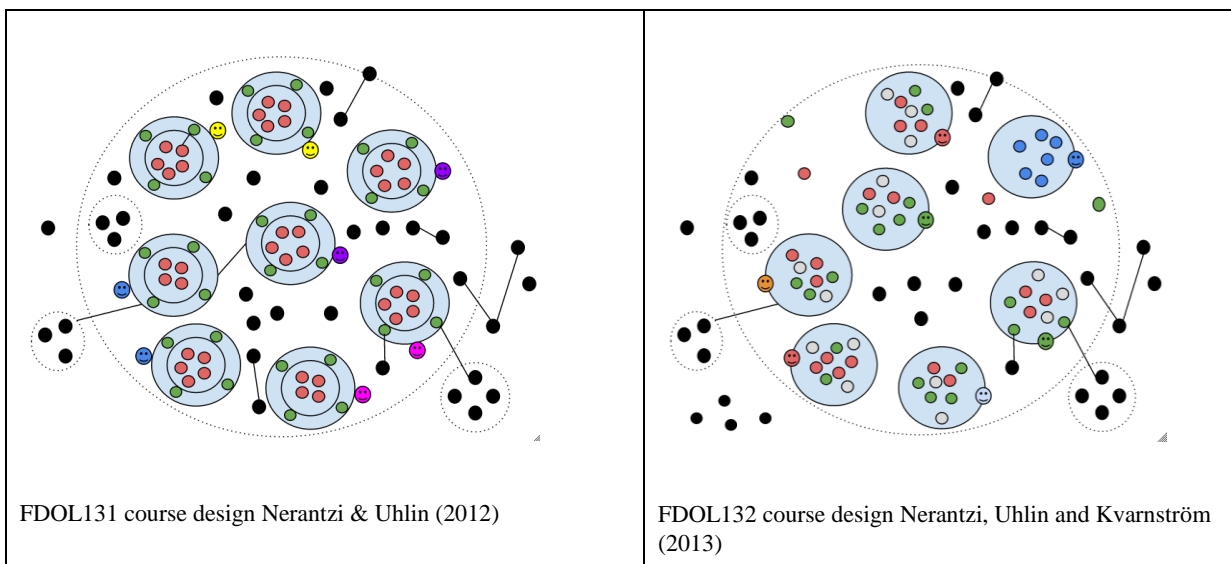 FDOL131 course design Nerantzi & Uhlin (2012)
FDOL132 course design Nerantzi, Uhlin and Kvarnström
(2013)